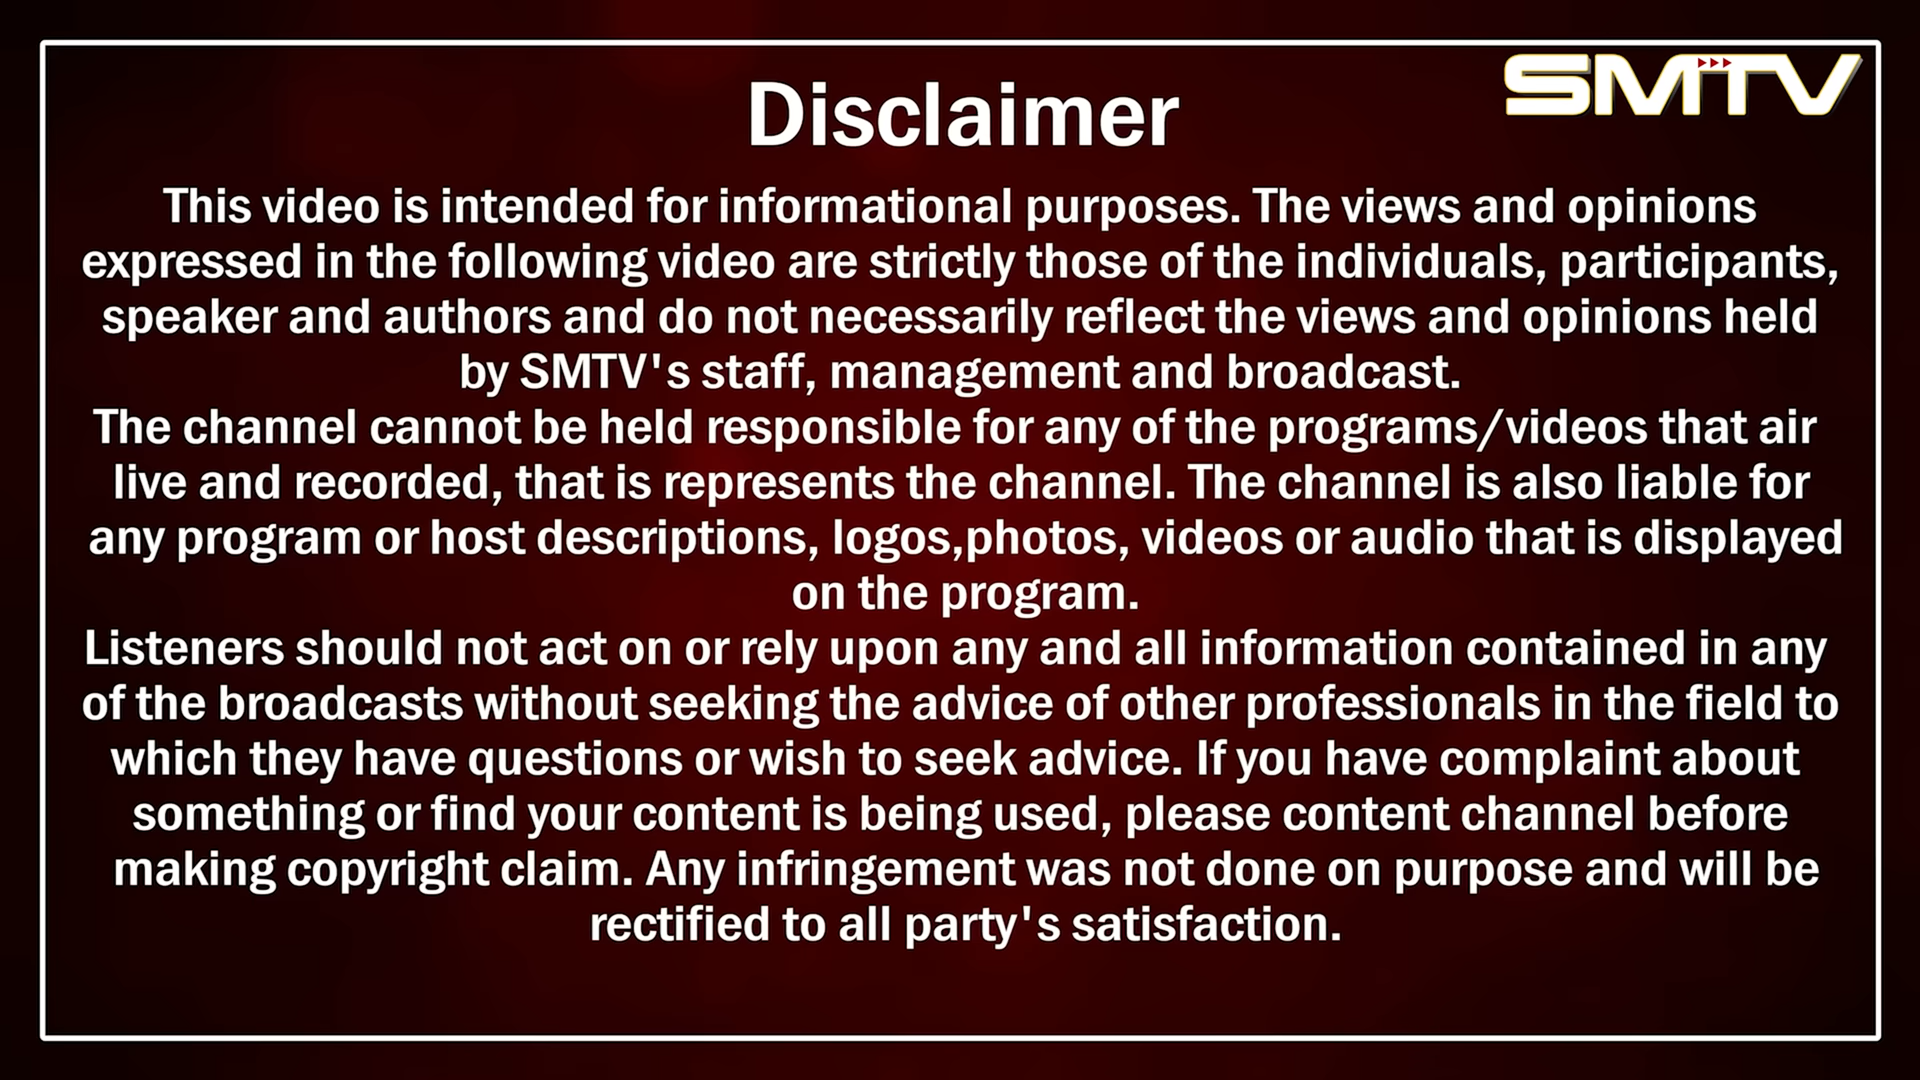 SMTV
Disclaimer
This video is intended for informational purposes. The views and opinions
expressed in the following video are strictly those of the individuals, participants,
speaker and authors and do not necessarily reflect the views and opinions held
by SMTV's staff, management and broadcast.
The channel cannot be held responsible for any of the programs/videos that air
live and recorded, that is represents the channel. The channel is also liable for
any program or host descriptions, logos,photos, videos or audio that is displayed
on the program.
Listeners should not act on or rely upon any and all information contained in any
of the broadcasts without seeking the advice of other professionals in the field to
which they have questions or wish to seek advice. If you have complaint about
something or find your content is being used, please content channel before
making copyright claim. Any infringement was not done on purpose and will be
rectified to all party's satisfaction.